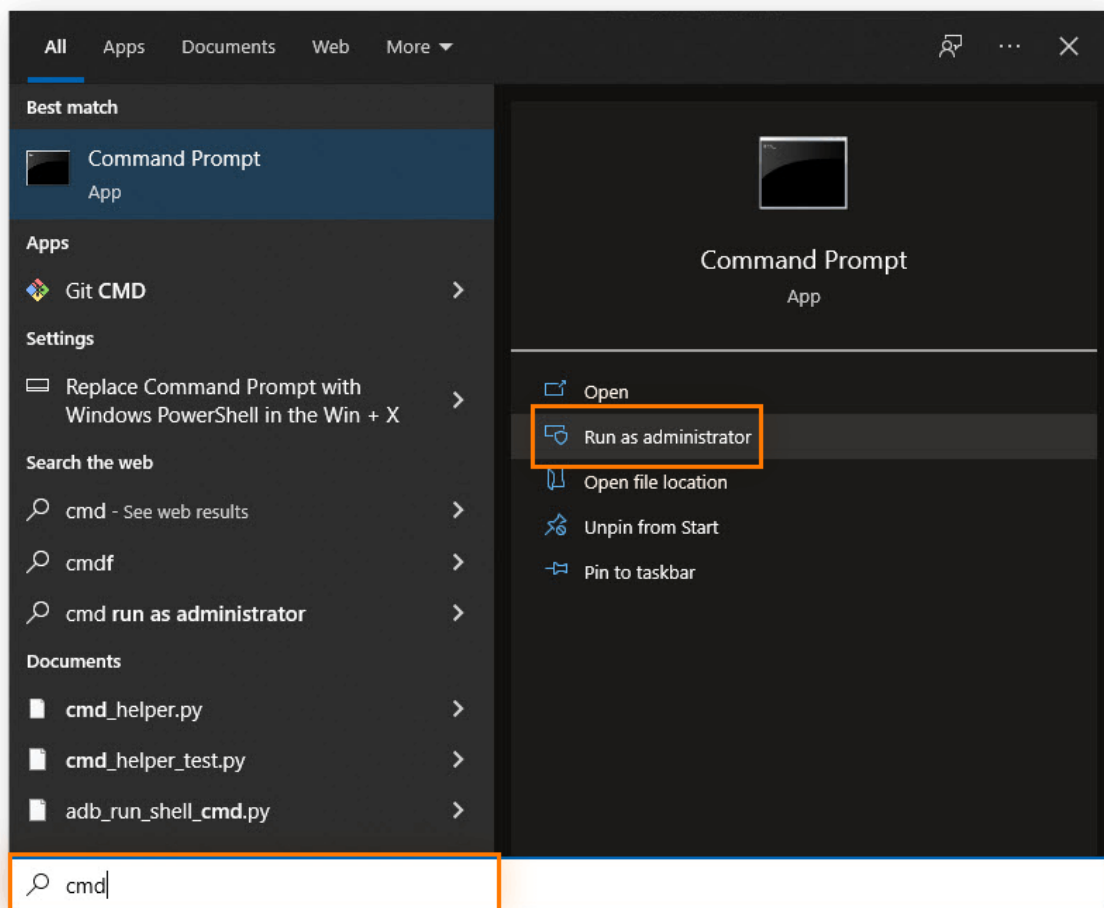 All Apps Documents Web More
Best match
Command Prompt
App
Apps
Git CMD
Settings
Replace Command Prompt with
Windows PowerShell in the Win + X
Search the web
cmd - See web results
cmdf
cmd run as administrator
Documents
cmd_helper.py
cmd_helper_test.py
adb_run_shell_cmd.py
cmd
Command Prompt
App
Open
Run as administrator
Open file location
Unpin from Start
Pin to taskbar